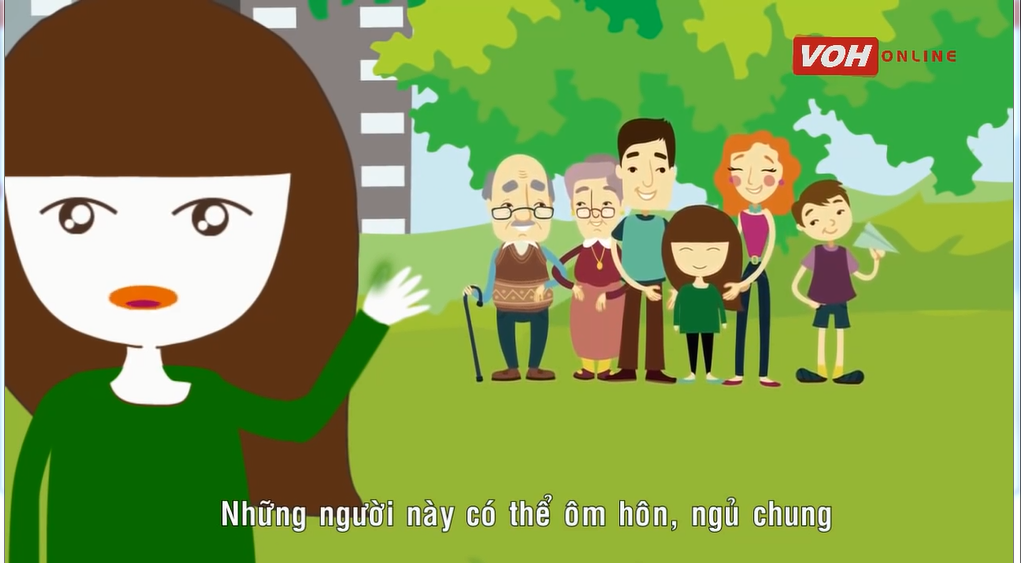 VOH ONLINE
Những người này có thể ôm hôn, ngủ chung